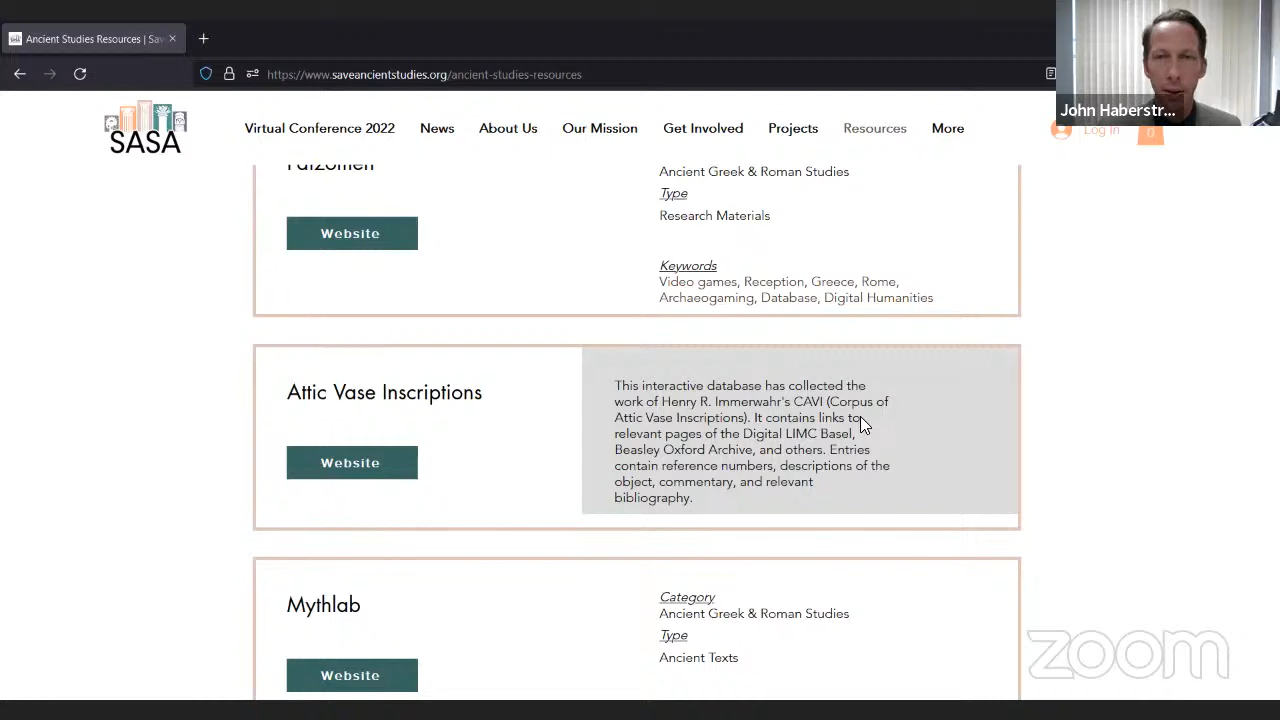 Ancient Studies Resources | Sav
https://www.saveancientstudies.org/ancient-studies-resources
John Haberstr...
SASA
Virtual Conference 2022
News
About Us
Our Mission
Get Involved
Projects
Resources
More
Log In
0
Ancient Greek & Roman Studies
Type
Website
Research Materials
Keywords
Video games, Reception, Greece, Rome,
Archaeogaming, Database, Digital Humanities
Attic Vase Inscriptions
Website
This interactive database has collected the
work of Henry R. Immerwahr's CAVI (Corpus of
Attic Vase Inscriptions). It contains links to
relevant pages of the Digital LIMC Basel,
Beasley Oxford Archive, and others. Entries
contain reference numbers, descriptions of the
object, commentary, and relevant
bibliography.
Mythlab
Website
Category
Ancient Greek & Roman Studies
Type
Ancient Texts
zoom